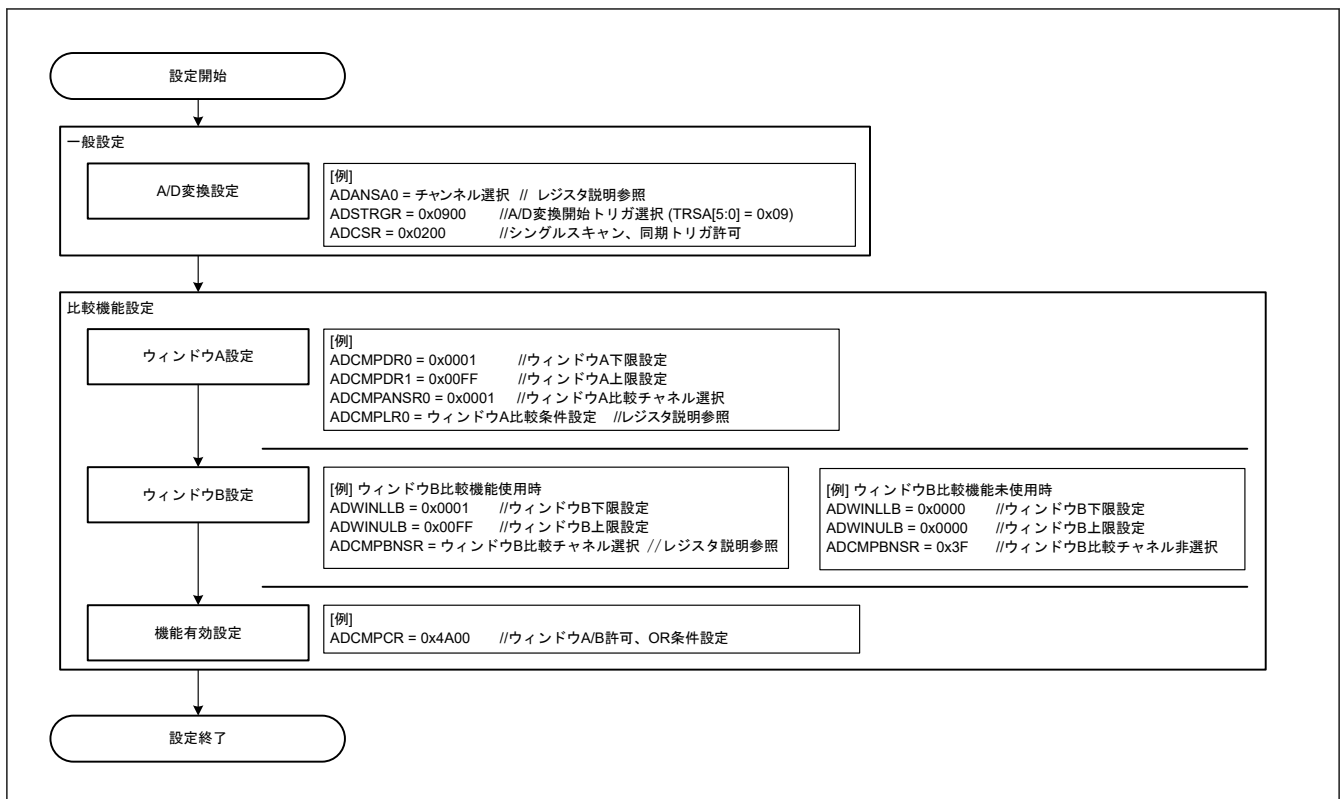 設定開始
一般設定
A/D変換設定
[例]
ADANSA0 = チャンネル選択 // レジスタ説明参照
ADSTRGR = 0x0900 //A/D変換開始トリガ選択 (TRSA[5:0] = 0x09)
ADCSR = 0x0200 //シングルスキャン、同期トリガ許可
比較機能設定
ウィンドウA設定
[例]
ADCMPDR0 = 0x0001 //ウィンドウA下限設定
ADCMPDR1 = 0x00FF //ウィンドウA上限設定
ADCMPANSR0 = 0x0001 //ウィンドウA比較チャネル選択
ADCMPLR0 = ウィンドウA比較条件設定 //レジスタ説明参照
ウィンドウB設定
[例] ウィンドウB比較機能使用時
ADWINLLB = 0x0001 //ウィンドウB下限設定
ADWINULB = 0x00FF //ウィンドウB上限設定
ADCMPBNSR = ウィンドウB比較チャネル選択 //レジスタ説明参照
[例] ウィンドウB比較機能未使用時
ADWINLLB = 0x0000 //ウィンドウB下限設定
ADWINULB = 0x0000 //ウィンドウB上限設定
ADCMPBNSR = 0x3F //ウィンドウB比較チャネル非選択
機能有効設定
[例]
ADCMPCR = 0x4A00 //ウィンドウA/B許可、OR条件設定
設定終了